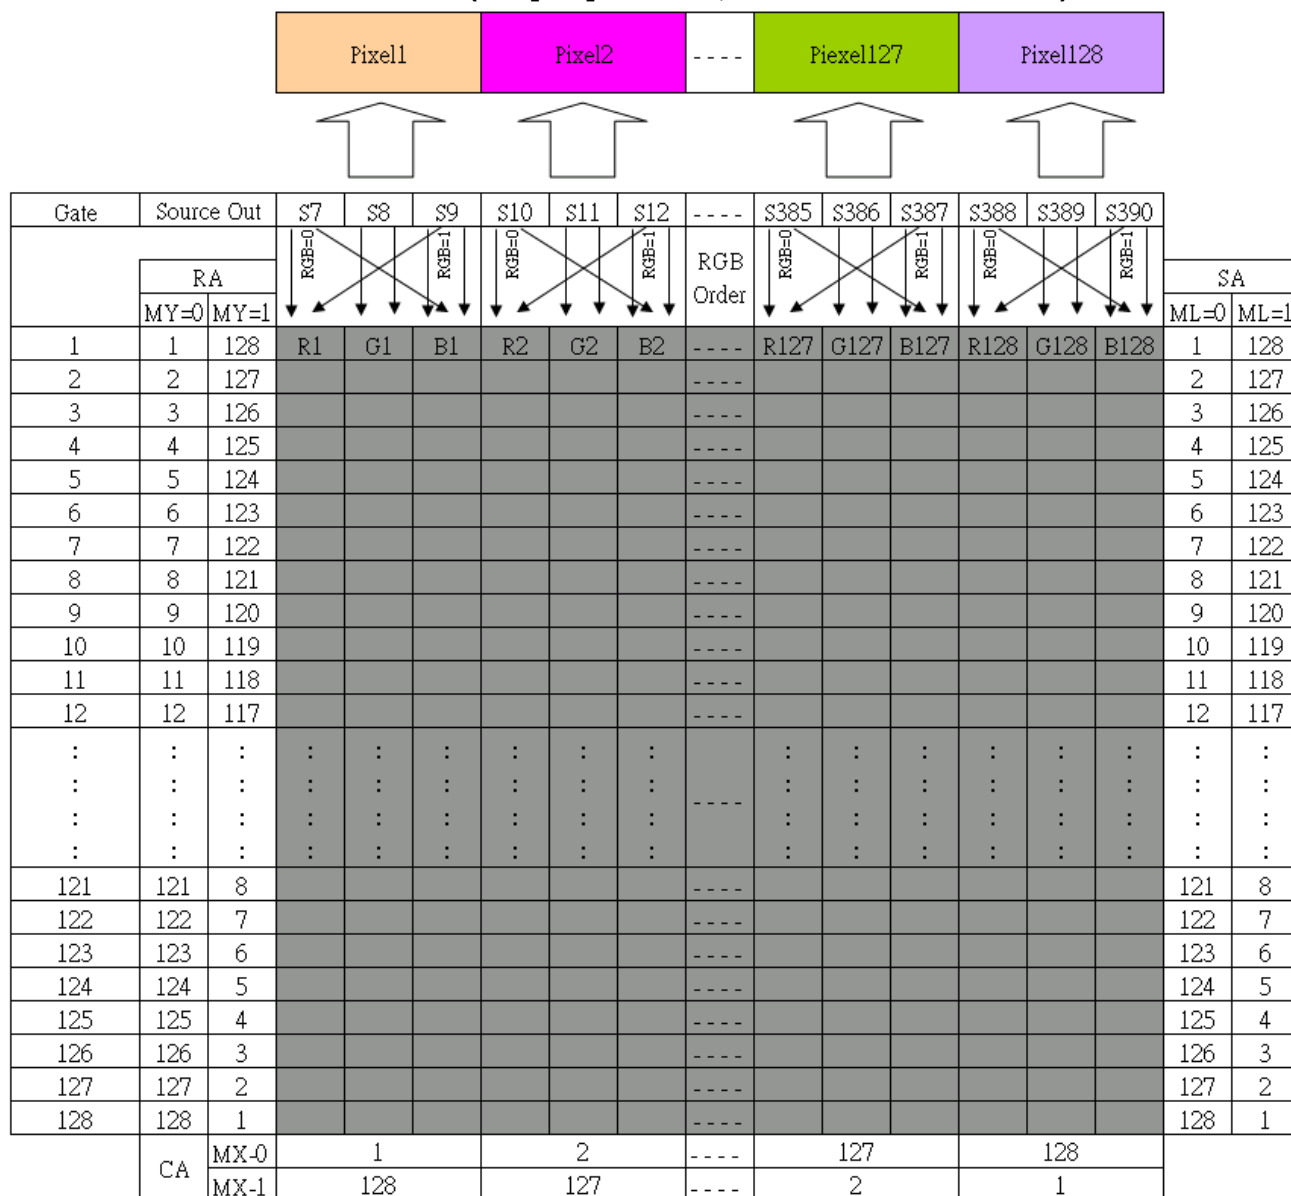 Pixel1 Pixel2 ---- Piexel127 Pixel128
Gate Source Out S7 S8 S9 S10 S11 S12 ---- S385 S386 S387 S388 S389 S390
RGB=0 RGB=1 RGB=0 RGB=1 RGB Order RGB=0 RGB=1 RGB=0 RGB=1
RA SA
MY=0 MY=1 ML=0 ML=1
1 1 128 R1 G1 B1 R2 G2 B2 ---- R127 G127 B127 R128 G128 B128 1 128
2 2 127 ---- 2 127
3 3 126 ---- 3 126
4 4 125 ---- 4 125
5 5 124 ---- 5 124
6 6 123 ---- 6 123
7 7 122 ---- 7 122
8 8 121 ---- 8 121
9 9 120 ---- 9 120
10 10 119 ---- 10 119
11 11 118 ---- 11 118
12 12 117 ---- 12 117
: : : : : : : : : : : : : : : : :
: : : : : : : : : : : : : : : : :
---- 
: : : : : : : : : : : : : : : : :
: : : : : : : : : : : : : : : : :
121 121 8 ---- 121 8
122 122 7 ---- 122 7
123 123 6 ---- 123 6
124 124 5 ---- 124 5
125 125 4 ---- 125 4
126 126 3 ---- 126 3
127 127 2 ---- 127 2
128 128 1 ---- 128 1
CA MX-0 1 2 ---- 127 128
MX-1 128 127 ---- 2 1